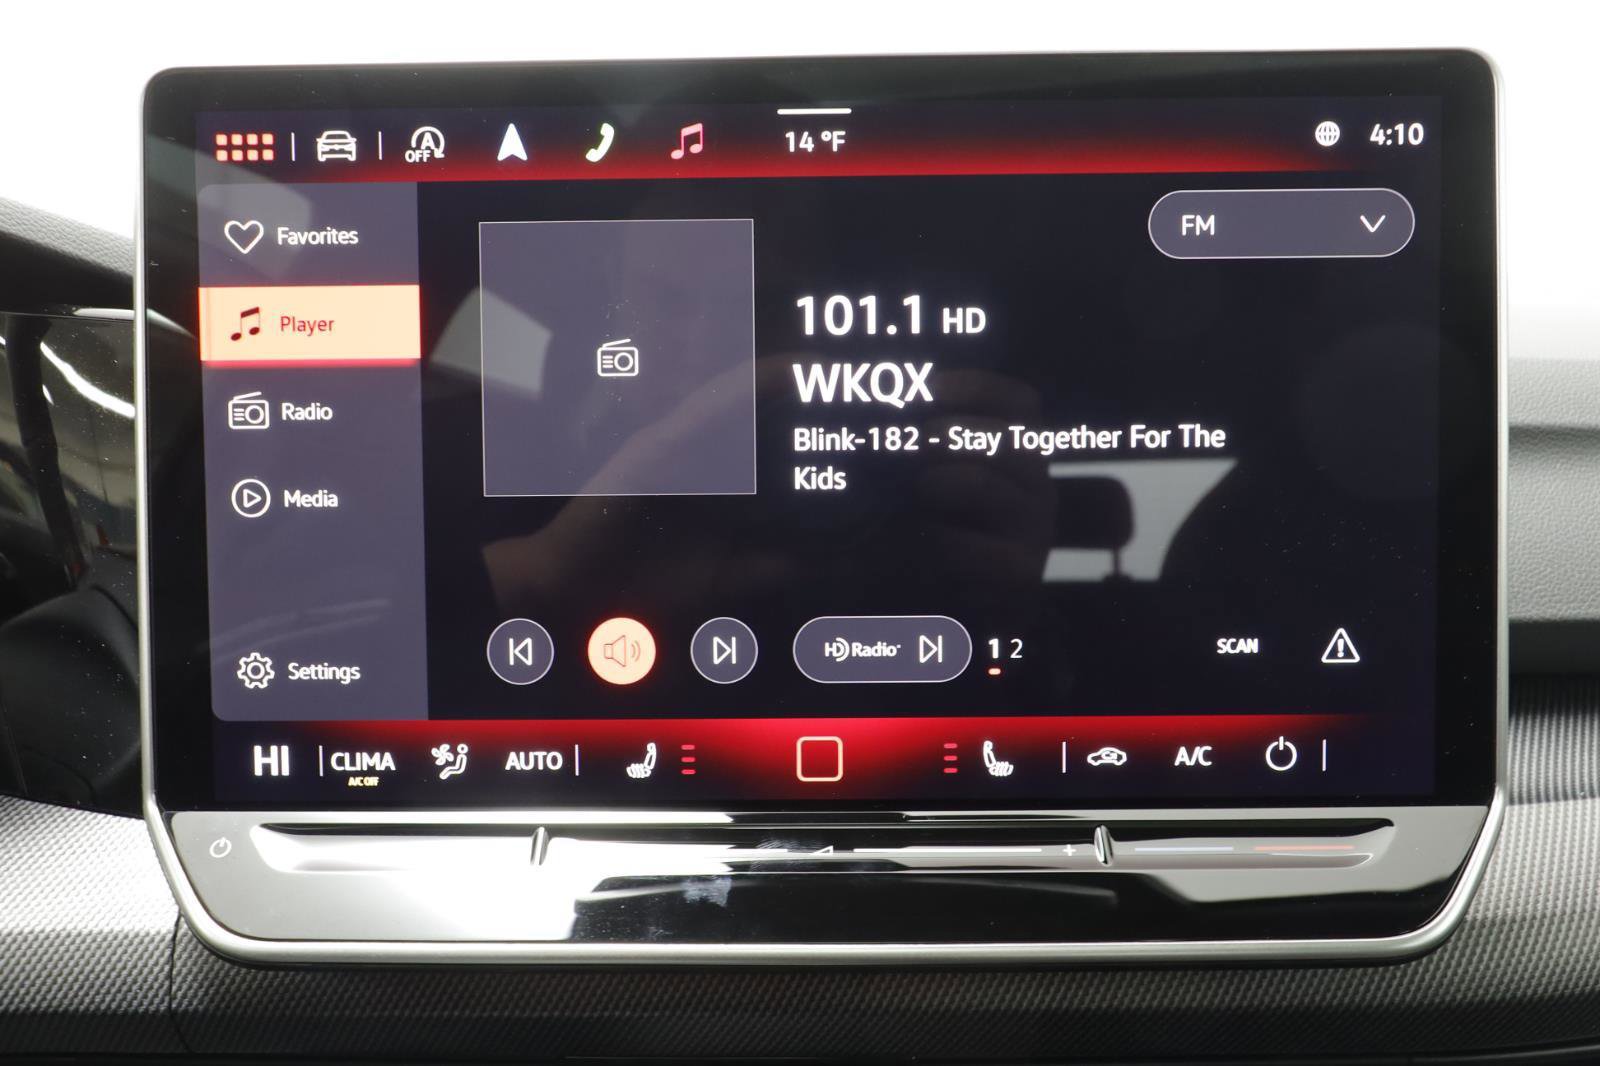 A OFF
14 °F
4:10
Favorites
FM
Player
101.1 HD
WKQX
Radio
Blink-182 - Stay Together For The
Kids
Media
HD Radio
1 2
SCAN
Settings
HI
CLIMA
A/C OFF
AUTO
A/C
+